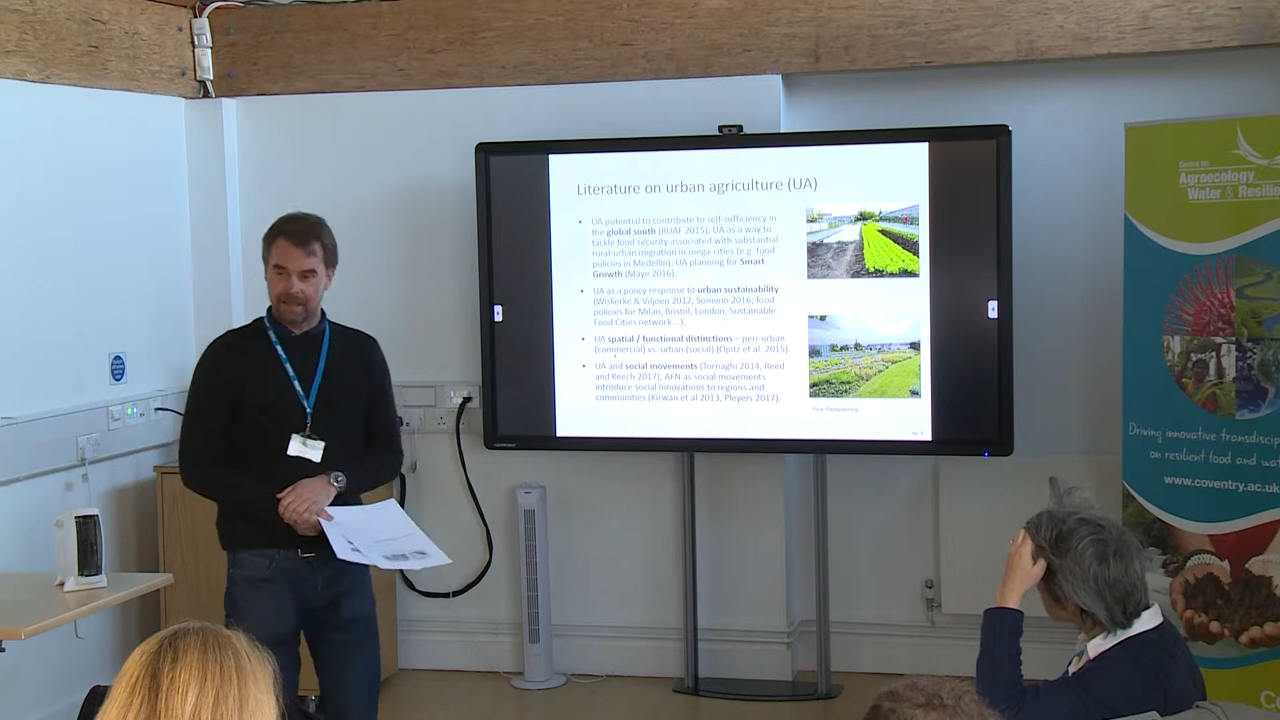 Literature on urban agriculture (UA)
• UA potential to contribute to self-sufficiency in
the global south (RUAF 2015); UA as a way to
tackle food security associated with substantial
rural-urban migration in mega-cities (e.g. food
policies in Medellin); UA planning for Smart
Growth (Maye 2016).
• UA as a policy response to urban sustainability
(Wiskerke & Viljoen 2012, Sonnino 2016; food
policies for Milan, Bristol, London, Sustainable
Food Cities network ...).
• UA spatial / functional distinctions – peri-urban
(commercial) vs. urban (social) (Opitz et al. 2015).
• UA and social movements (Tornaghi 2014, Reed
and Keech 2017); AFN as social movements
introduce social innovations to regions and
communities (Kirwan et al 2013, Pleyers 2017).
Centre for
Agroecology
Water & Resilie
Driving innovative transdiscip
on resilient food and wat
www.coventry.ac.uk